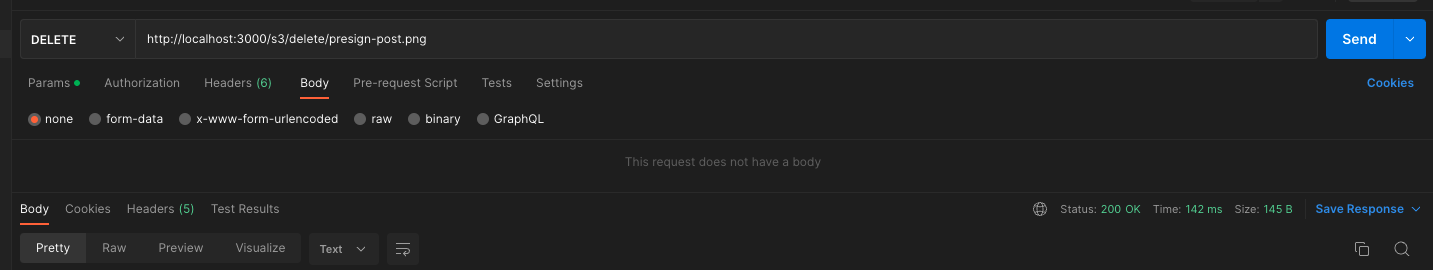 DELETE http://localhost:3000/s3/delete/presign-post.png Send
Params Authorization Headers (6) Body Pre-request Script Tests Settings Cookies
none form-data x-www-form-urlencoded raw binary GraphQL
This request does not have a body
Body Cookies Headers (5) Test Results Status: 200 OK Time: 142 ms Size: 145 B Save Response
Pretty Raw Preview Visualize Text